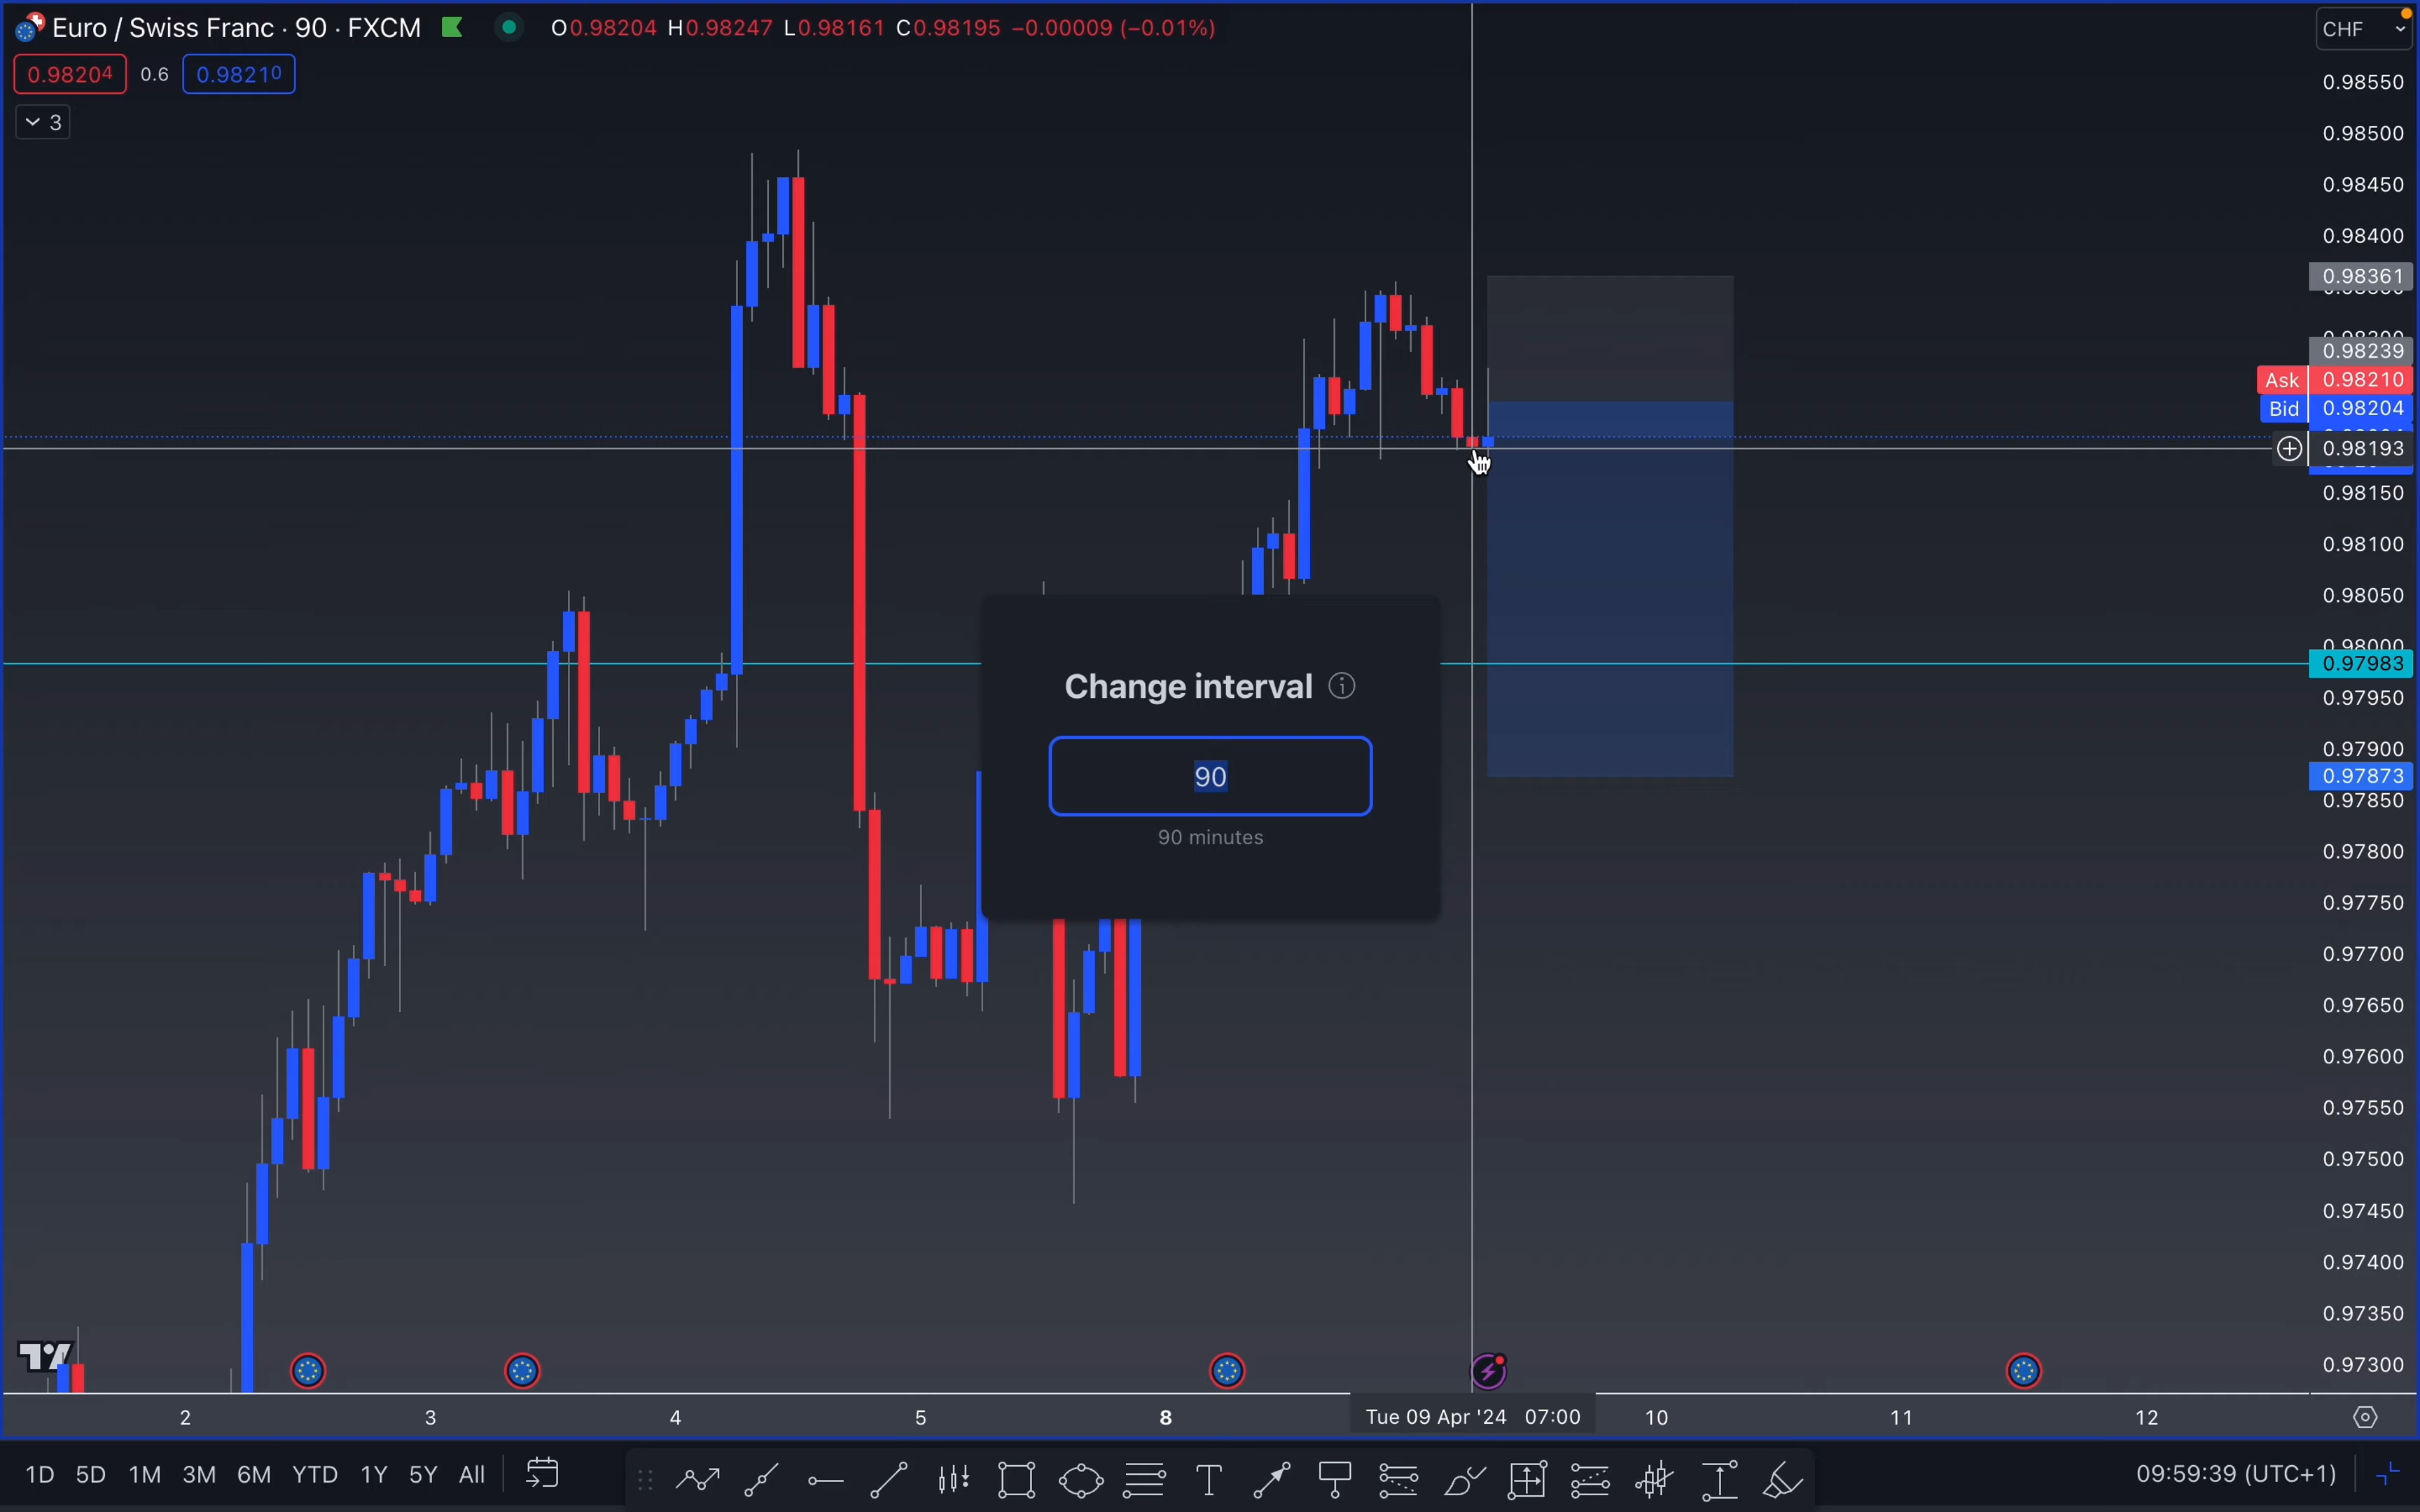 Euro / Swiss Franc · 90 · FXCM O0.98204 H0.98247 L0.98161 C0.98195 −0.00009 (−0.01%)
CHF
0.98204 0.6 0.98210
3
0.98550
0.98500
0.98450
0.98400
0.98361
0.98239
Ask 0.98210
Bid 0.98204
0.98193
0.98150
0.98100
0.98050
0.98000
0.97983
0.97950
0.97900
0.97873
0.97850
0.97800
0.97750
0.97700
0.97650
0.97600
0.97550
0.97500
0.97450
0.97400
0.97350
0.97300
Change interval
90
90 minutes
2 3 4 5 8 Tue 09 Apr '24 07:00 10 11 12
1D 5D 1M 3M 6M YTD 1Y 5Y All
09:59:39 (UTC+1)